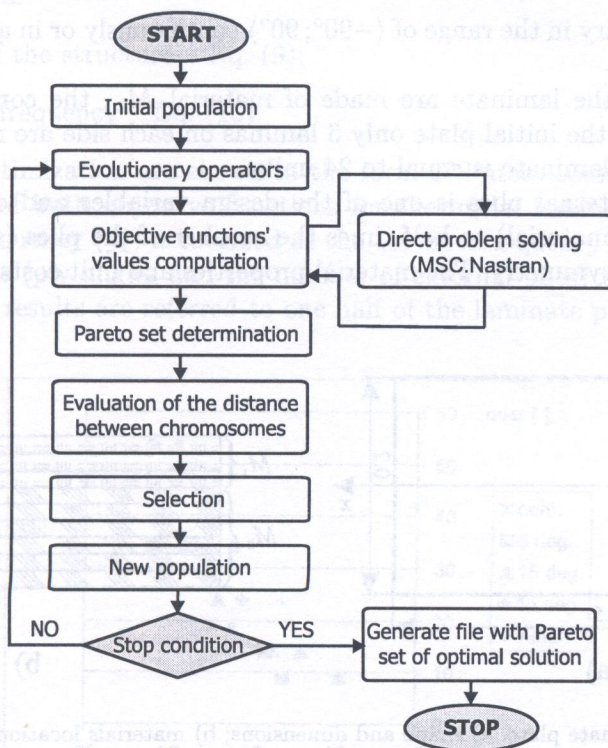 START
Initial population
Evolutionary operators
Objective functions'
values computation
Direct problem solving
(MSC.Nastran)
Pareto set determination
Evaluation of the distance
between chromosomes
Selection
New population
NO
Stop condition
YES
Generate file with Pareto
set of optimal solution
STOP